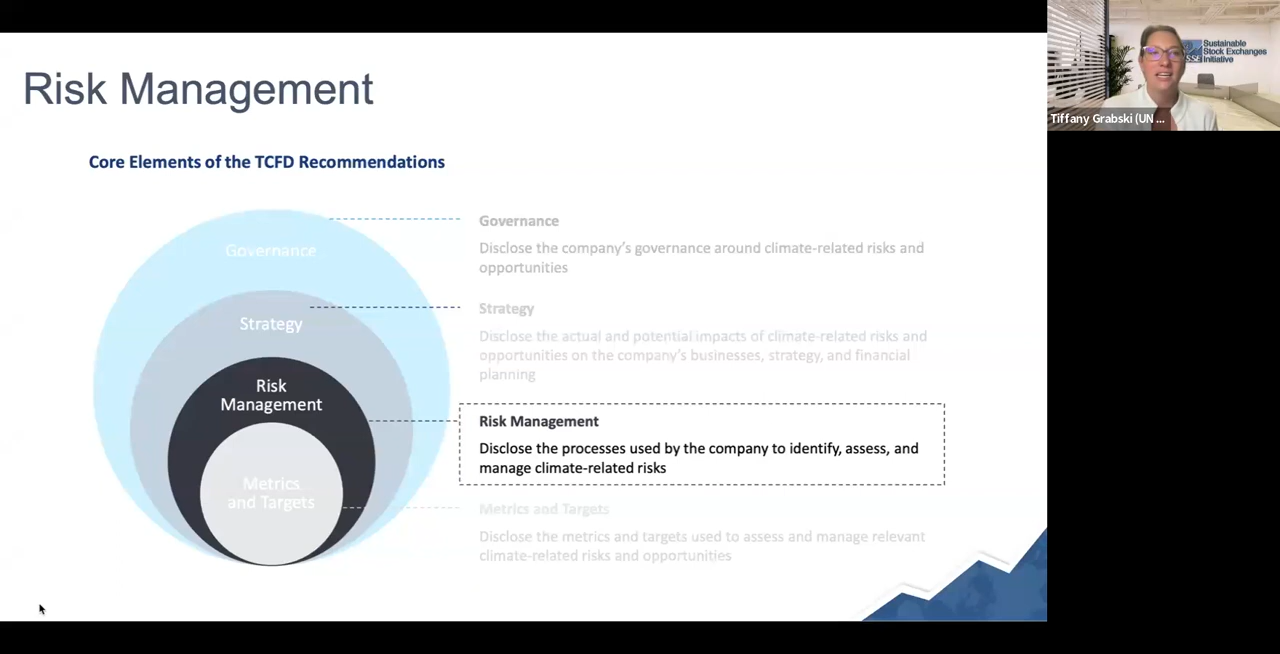 Risk Management
Core Elements of the TCFD Recommendations
Governance
Strategy
Risk
Management
Metrics
and Targets
Governance
Disclose the company's governance around climate-related risks and
opportunities
Strategy
Disclose the actual and potential impacts of climate-related risks and
opportunities on the company's businesses, strategy, and financial
planning
Risk Management
Disclose the processes used by the company to identify, assess, and
manage climate-related risks
Metrics and Targets
Disclose the metrics and targets used to assess and manage relevant
climate-related risks and opportunities
Sustainable
Stock Exchanges
Initiative
Tiffany Grabski (UN ...